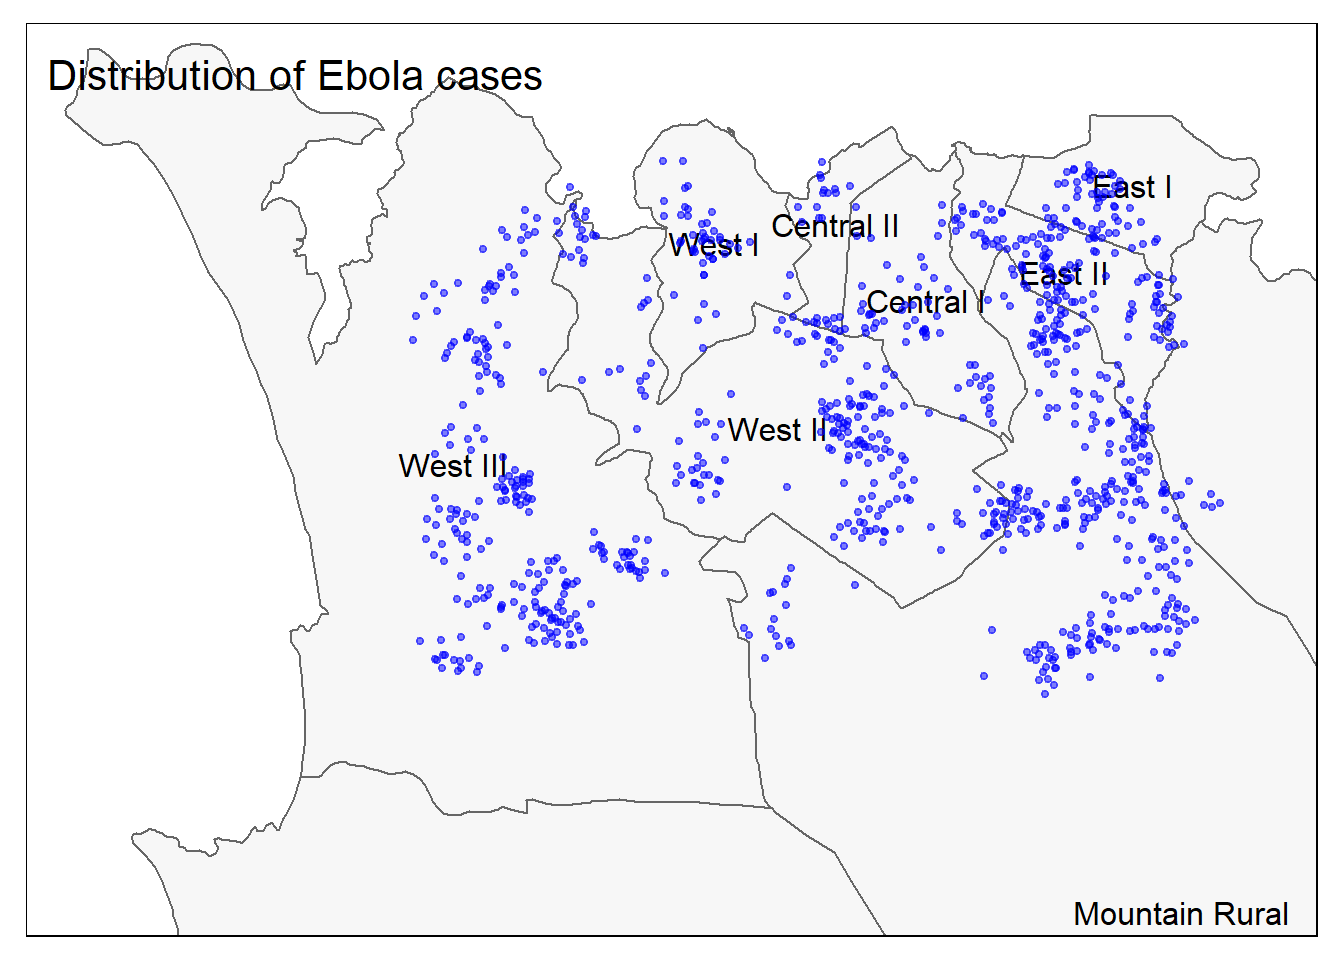 Distribution of Ebola cases
East I
Central II
West I
East II
Central I
West II
West III
Mountain Rural